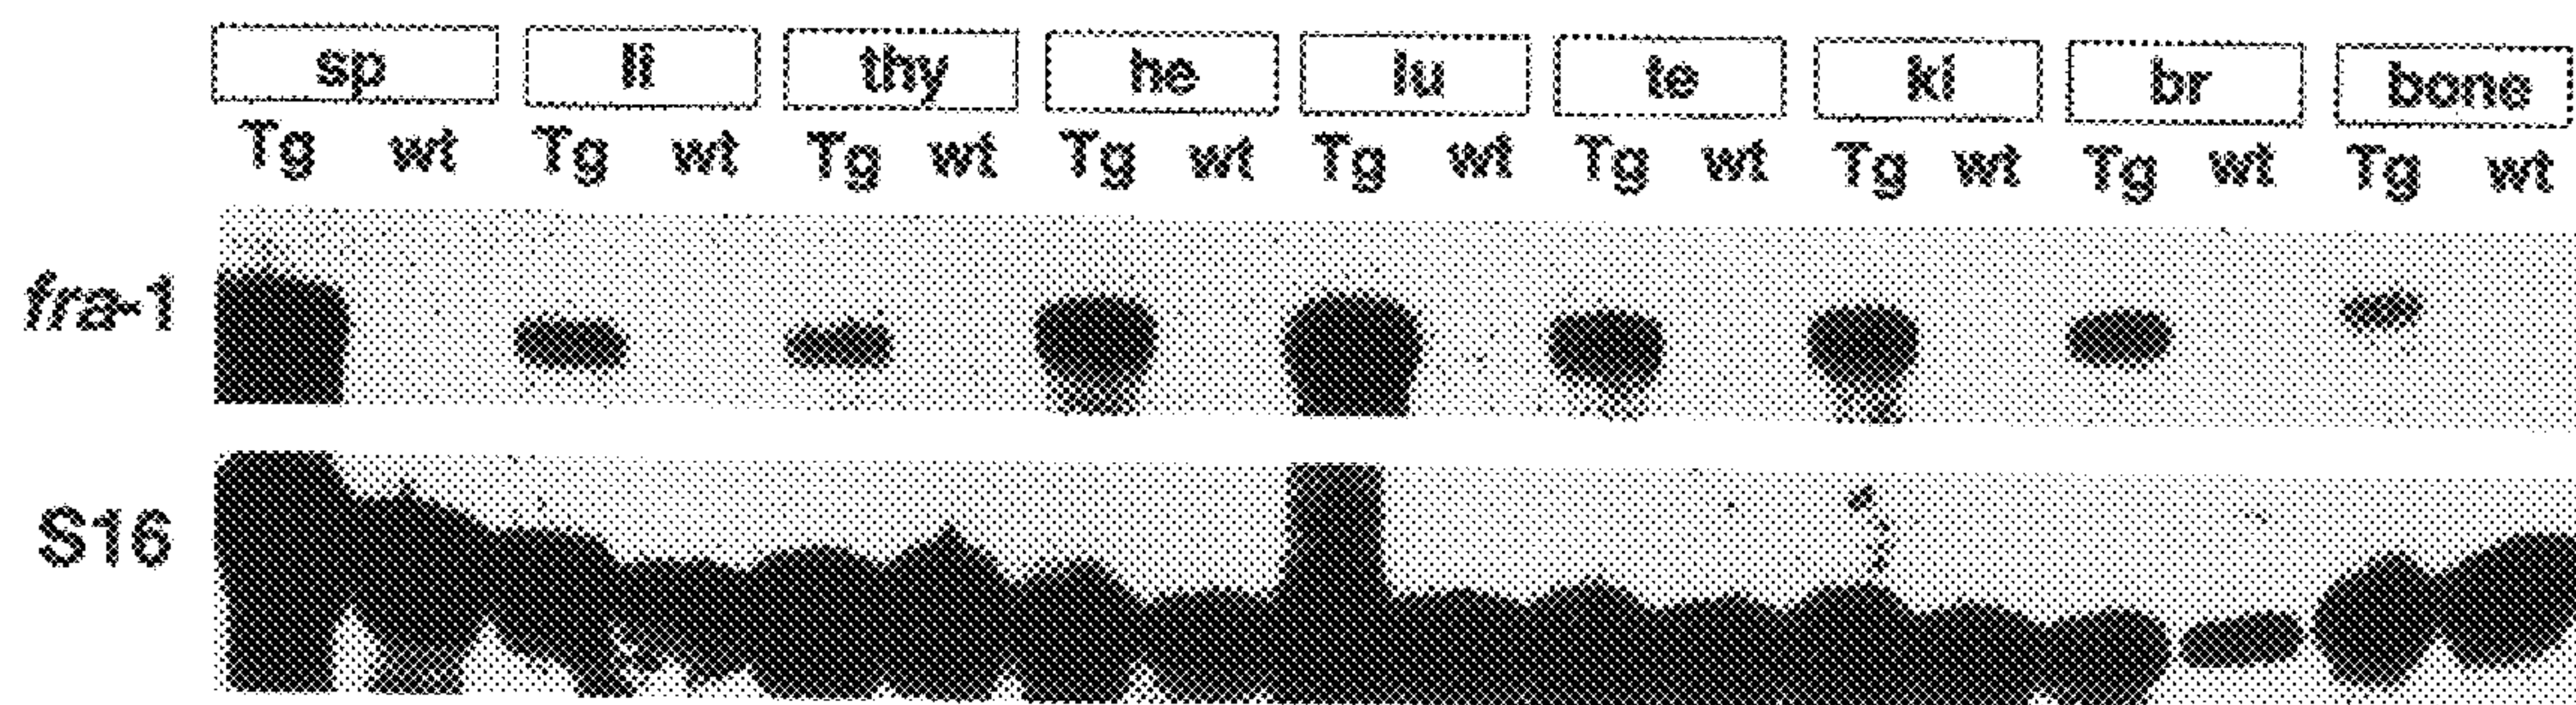 sp li thy he lu te ki br bone
Tg wt Tg wt Tg wt Tg wt Tg wt Tg wt Tg wt Tg wt Tg wt
fra-1
S16